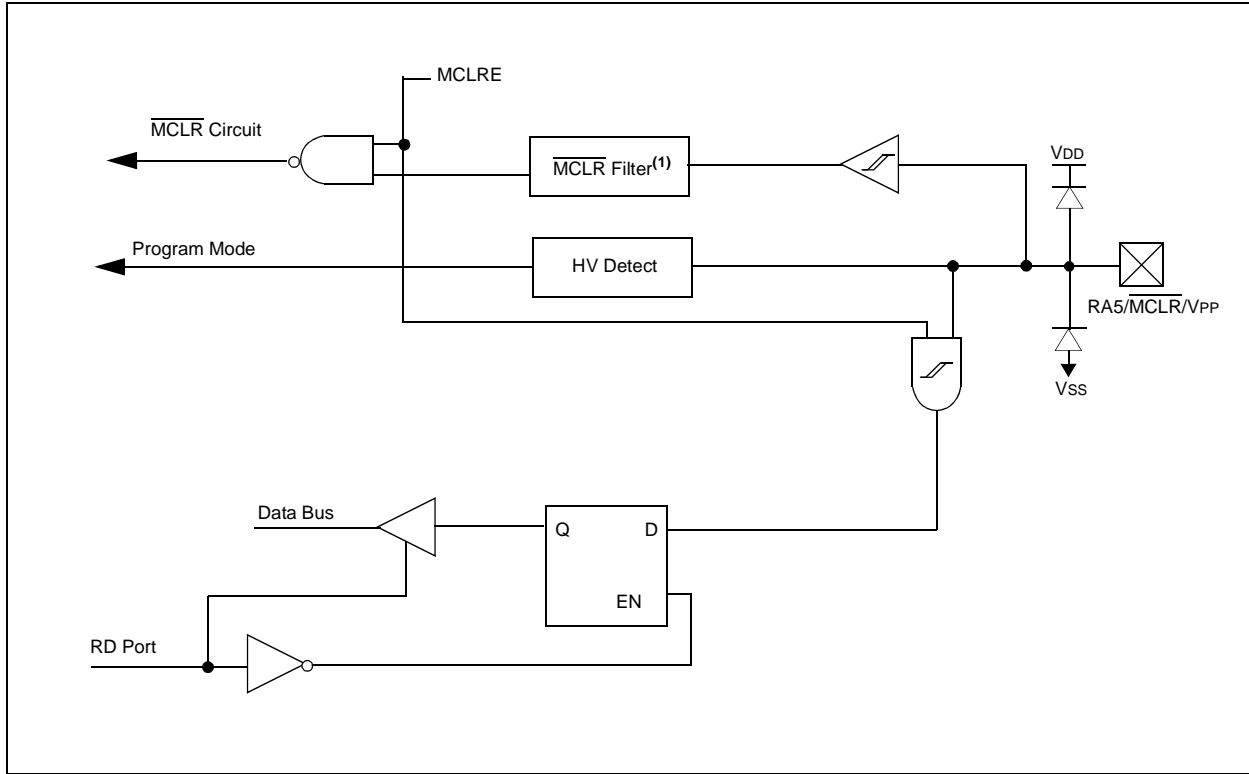 MCLRE
MCLR Circuit
MCLR Filter(1)
VDD
Program Mode
HV Detect
RA5/MCLR/VPP
VSS
Data Bus
Q
D
EN
RD Port